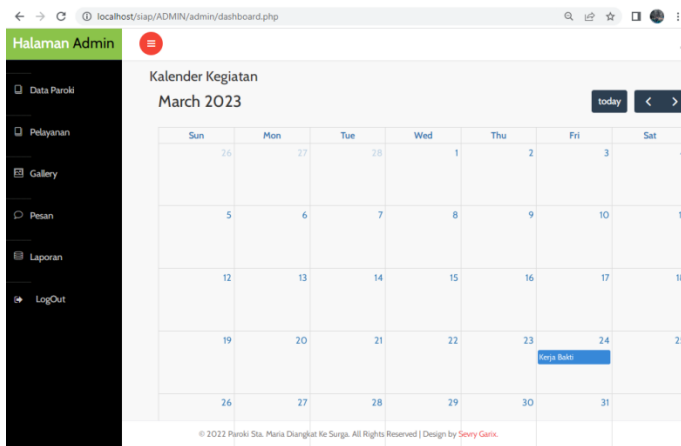 localhost/siap/ADMIN/admin/dashboard.php
Halaman Admin
Data Paroki
Pelayanan
Gallery
Pesan
Laporan
LogOut
Kalender Kegiatan
March 2023
today
Sun Mon Tue Wed Thu Fri Sat
26 27 28 1 2 3
5 6 7 8 9 10
12 13 14 15 16 17
19 20 21 22 23 24
Kerja Bakti
26 27 28 29 30 31
© 2022 Paroki Sta. Maria Diangkat Ke Surga. All Rights Reserved | Design by Sevry Garix.